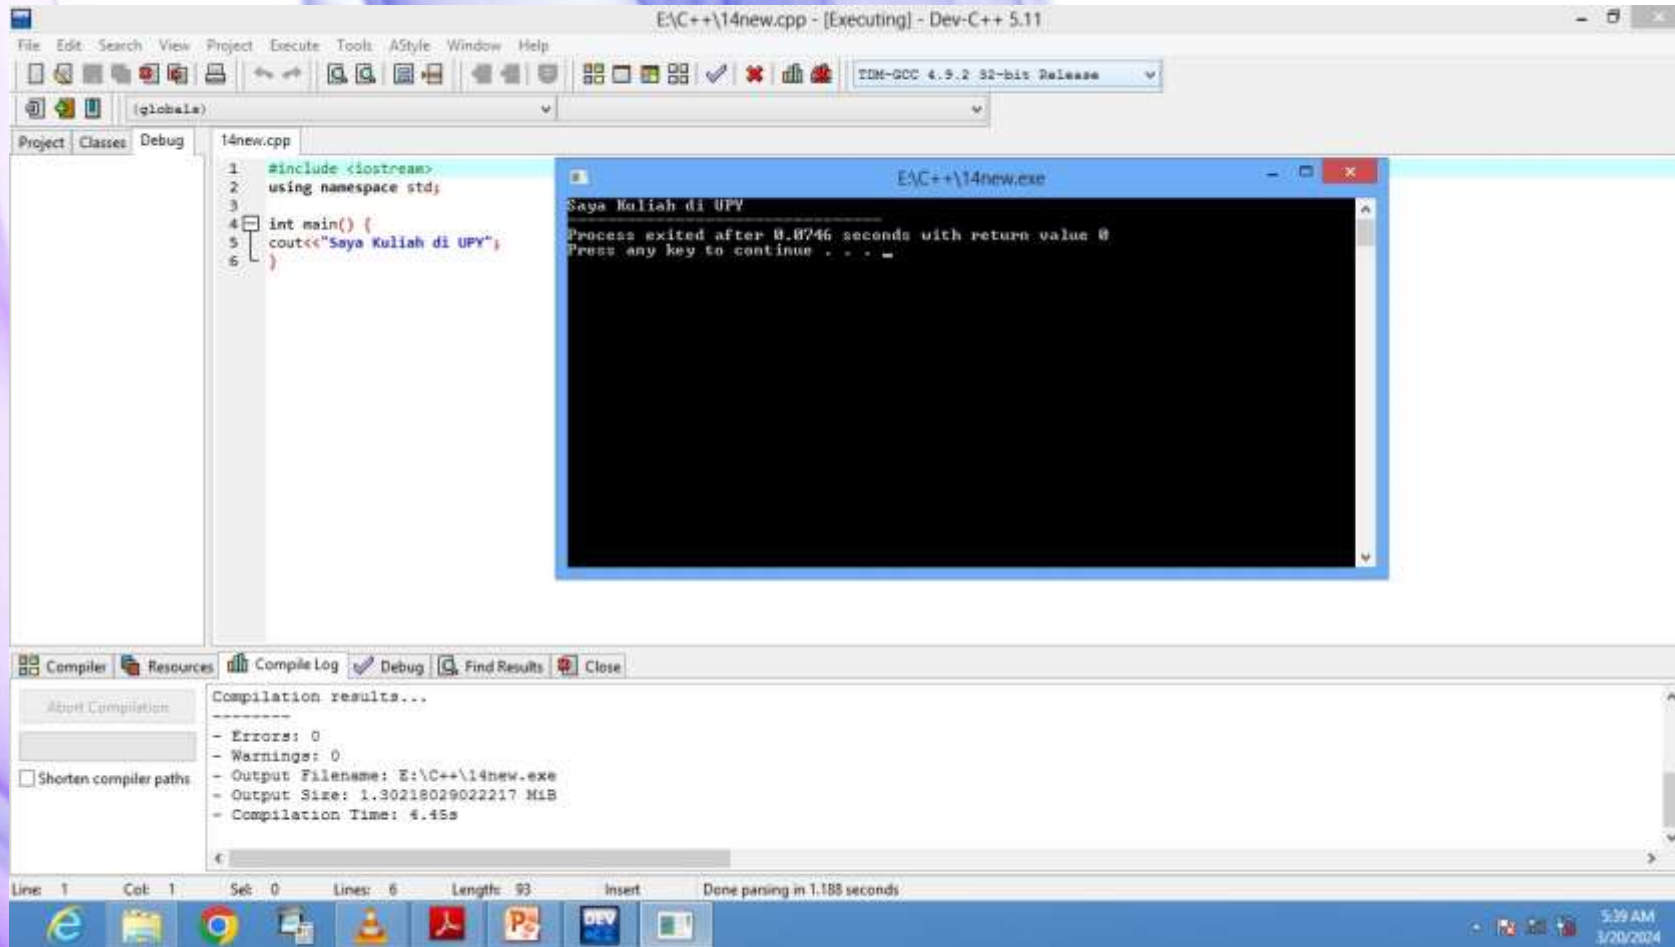 E:\C++\14new.cpp - [Executing] - Dev-C++ 5.11
File Edit Search View Project Execute Tools AStyle Window Help
TDM-GCC 4.9.2 32-bit Release
(globals)
Project Classes Debug 14new.cpp
1 #include <iostream>
2 using namespace std;
3
4 int main() {
5 cout<<"Saya Kuliah di UPY";
6 }
E:\C++\14new.exe
Saya Kuliah di UPY
--------------------------------
Process exited after 0.0746 seconds with return value 0
Press any key to continue . . . _
Compiler Resources Compile Log Debug Find Results Close
Abort Compilation
Shorten compiler paths
Compilation results...
--------
- Errors: 0
- Warnings: 0
- Output Filename: E:\C++\14new.exe
- Output Size: 1.30218029022217 MiB
- Compilation Time: 4.45s
Line: 1 Col: 1 Sel: 0 Lines: 6 Length: 93 Insert Done parsing in 1.188 seconds
DEV
5:39 AM
3/20/2024